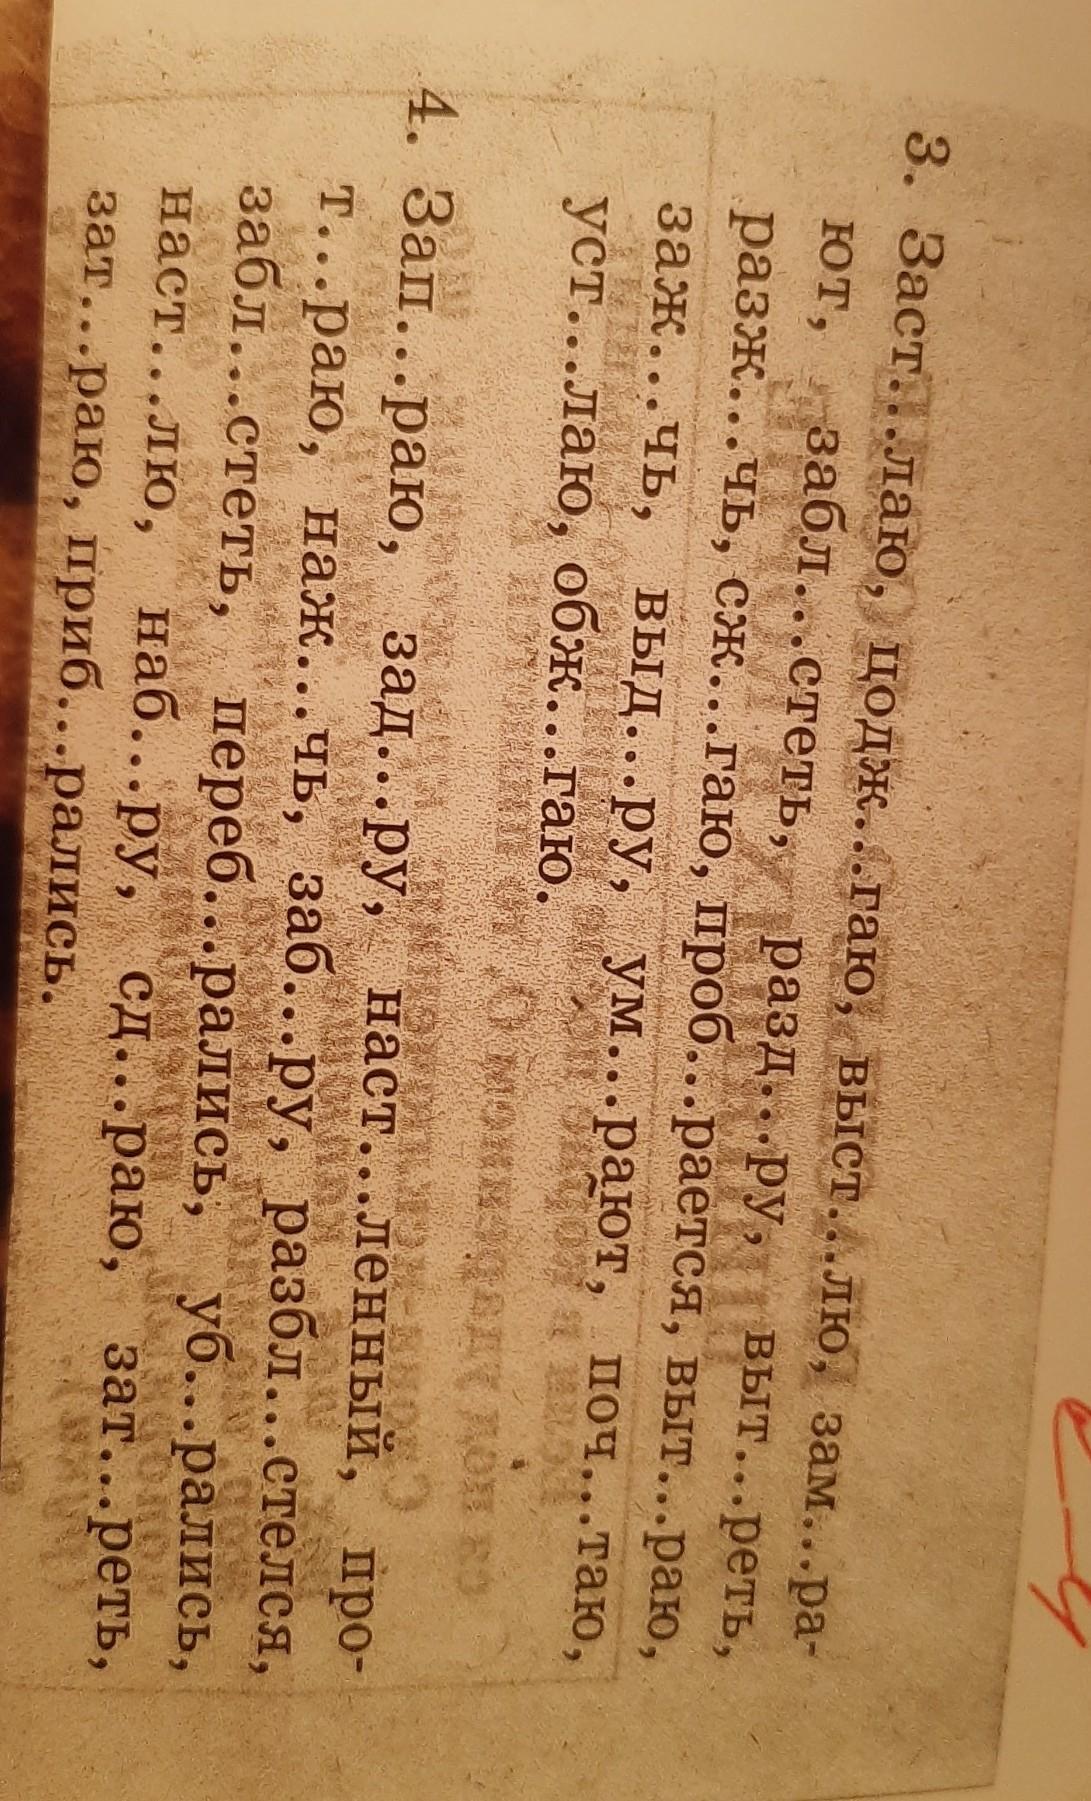 3. Заст...лаю, подж...гаю, выст...лю, зам...ра-
ют, забл...стеть, разд...ру, выт...реть,
разж...чь, сж...гаю, проб...рается, выт...раю,
заж...чь, выд...ру, ум...рают, поч...таю,
уст...лаю, обж...гаю.
4. Зап...раю, зад...ру, наст...ленный, про-
т...раю, наж...чь, заб...ру, разбл...стелся,
забл...стеть, переб...рались, уб...рались,
наст...лю, наб...ру, сд...раю, зат...реть,
зат...раю, приб...рались.